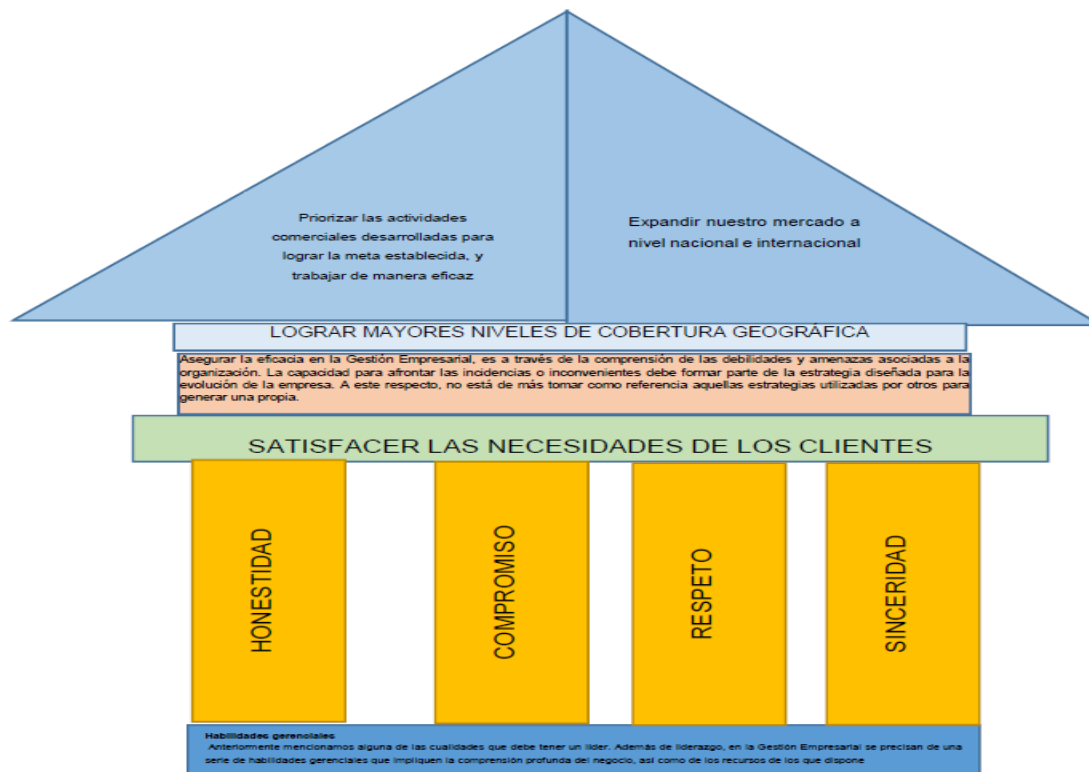 Priorizar las actividades
comerciales desarrolladas para
lograr la meta establecida, y
trabajar de manera eficaz
Expandir nuestro mercado a
nivel nacional e internacional
LOGRAR MAYORES NIVELES DE COBERTURA GEOGRÁFICA
Asegurar la eficacia en la Gestión Empresarial, es a través de la comprensión de las debilidades y amenazas asociadas a la
organización. La capacidad para afrontar las incidencias o inconvenientes debe formar parte de la estrategia diseñada para la
evolución de la empresa. A este respecto, no está de más tomar como referencia aquellas estrategias utilizadas por otros para
generar una propia.
SATISFACER LAS NECESIDADES DE LOS CLIENTES
HONESTIDAD
COMPROMISO
RESPETO
SINCERIDAD
Habilidades gerenciales
Anteriormente mencionamos alguna de las cualidades que debe tener un líder. Además de liderazgo, en la Gestión Empresarial se precisan de una
serie de habilidades gerenciales que impliquen la comprensión profunda del negocio, así como de los recursos de los que dispone